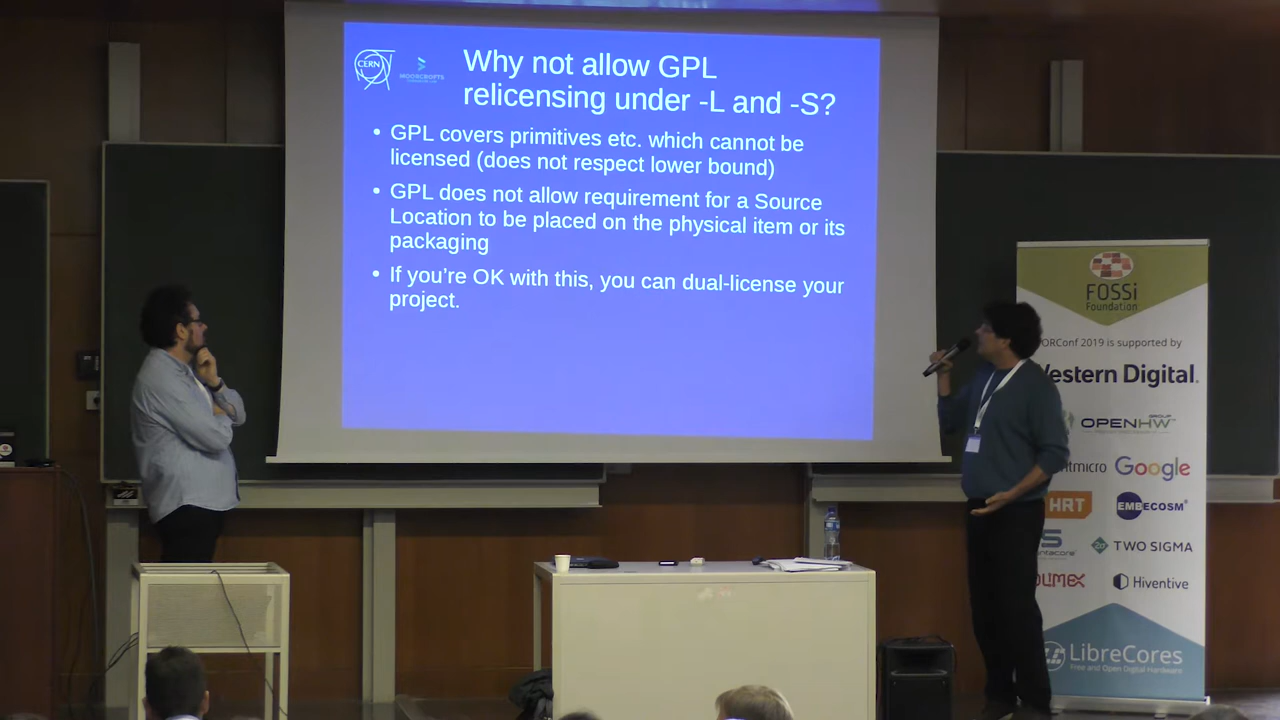 CERN
MOORCROFTS
Why not allow GPL
relicensing under -L and -S?
• GPL covers primitives etc. which cannot be
licensed (does not respect lower bound)
• GPL does not allow requirement for a Source
Location to be placed on the physical item or its
packaging
• If you're OK with this, you can dual-license your
project.
FOSSi
Foundation
ORConf 2019 is supported by
Western Digital.
OPENHW GROUP
Google
HRT
EMBECOSM
TWO SIGMA
Hiventive
LibreCores
Free and Open Digital Hardware